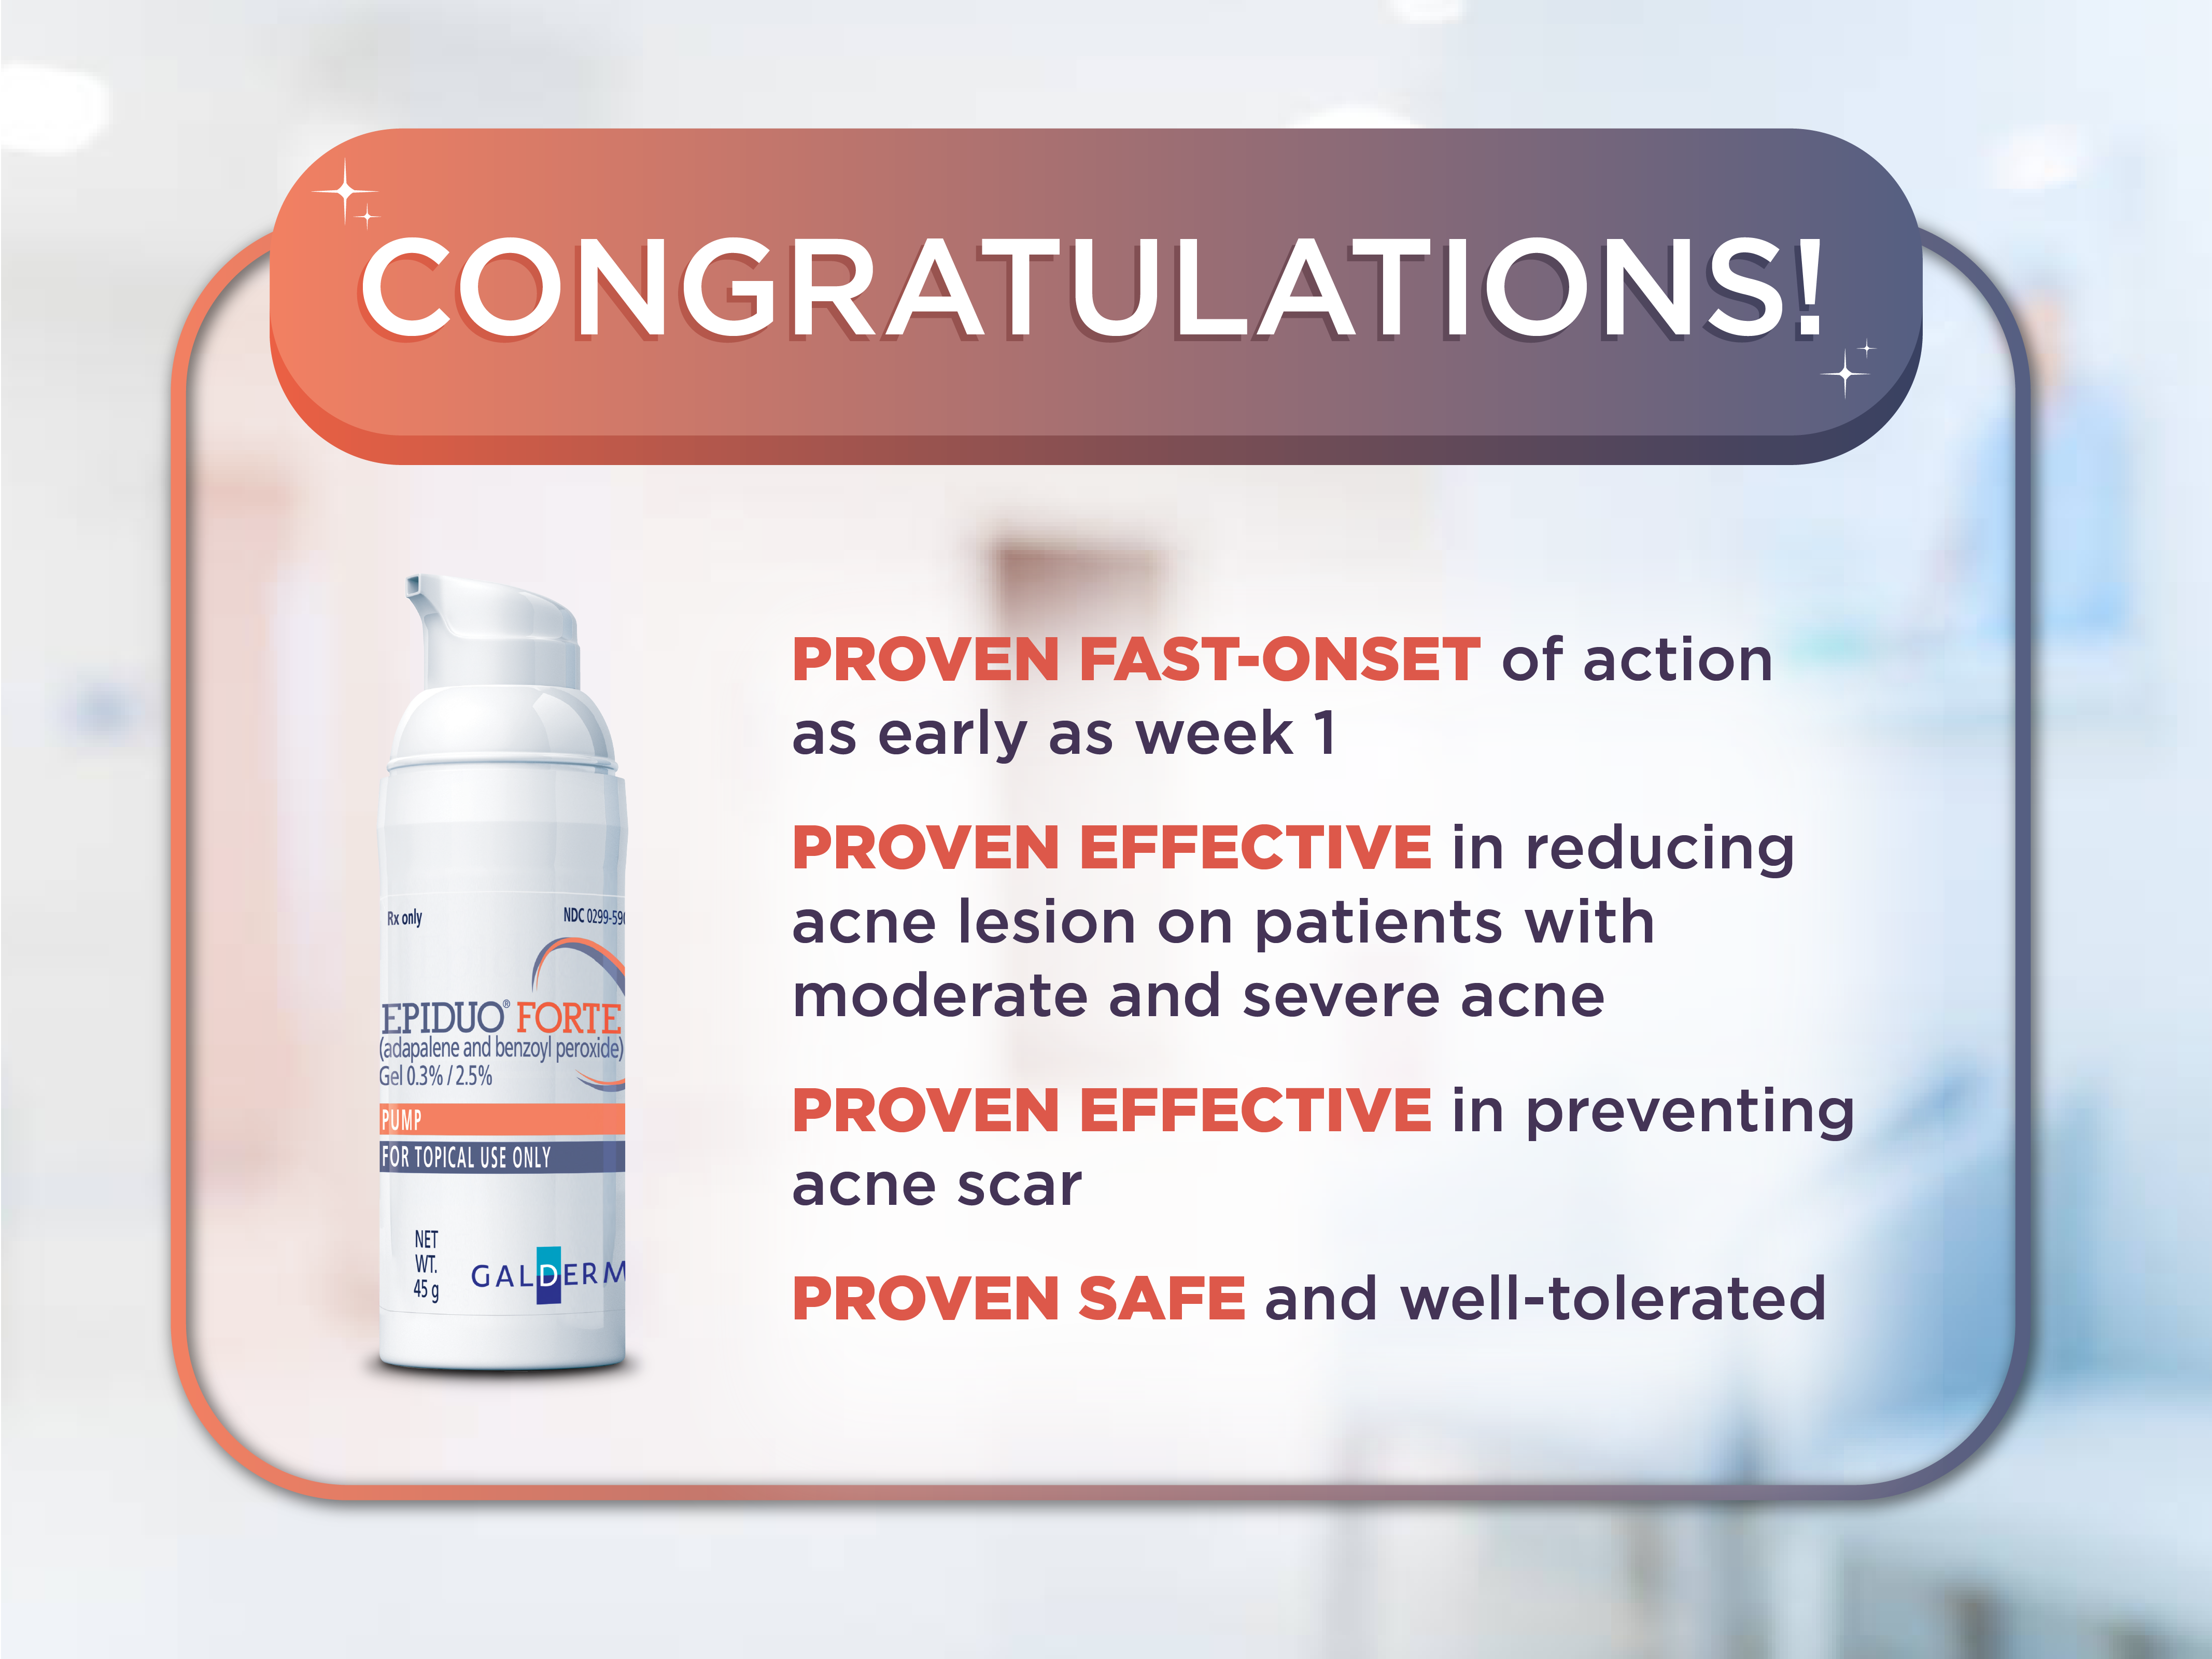 CONGRATULATIONS!
PROVEN FAST-ONSET of action
as early as week 1
PROVEN EFFECTIVE in reducing
acne lesion on patients with
moderate and severe acne
PROVEN EFFECTIVE in preventing
acne scar
PROVEN SAFE and well-tolerated
Rx only
NDC 0299-59
EPIDUO® FORTE
(adapalene and benzoyl peroxide)
Gel 0.3% / 2.5%
PUMP
FOR TOPICAL USE ONLY
NET
WT.
45 g
GALDERM